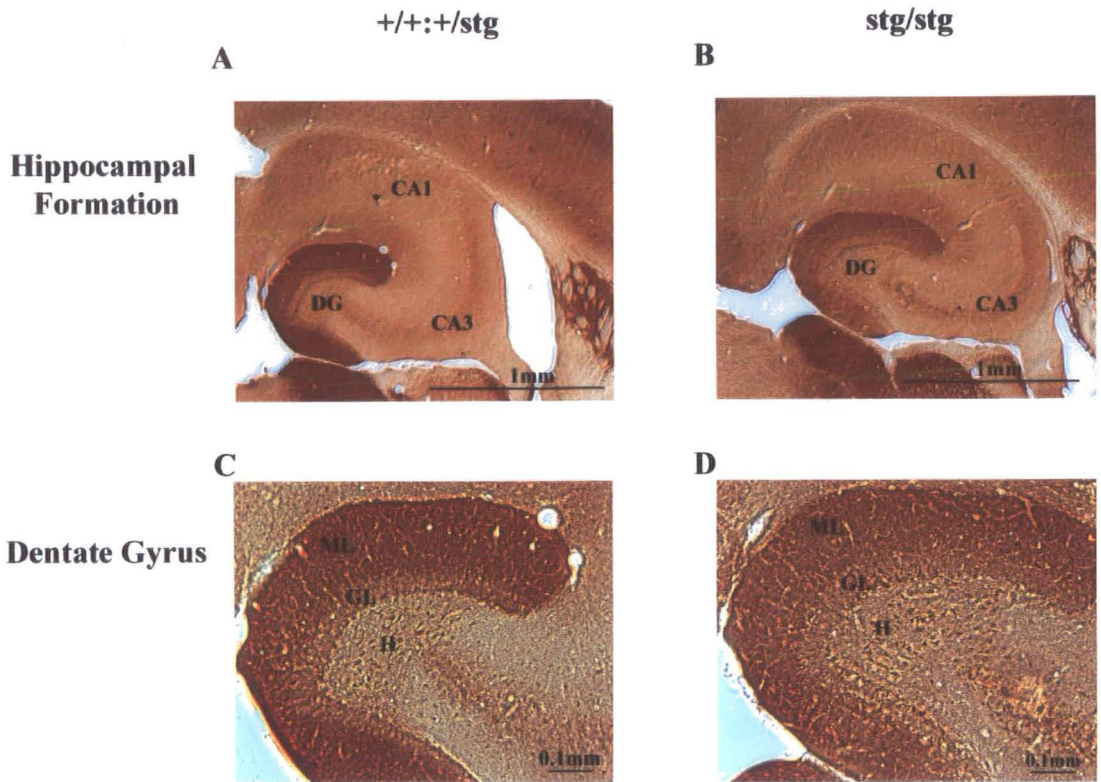 +/+:+/stg
stg/stg
A
B
Hippocampal
Formation
CA1
DG
CA3
1mm
CA1
DG
CA3
1mm
C
D
Dentate Gyrus
ML
GL
H
0.1mm
ML
GL
H
0.1mm